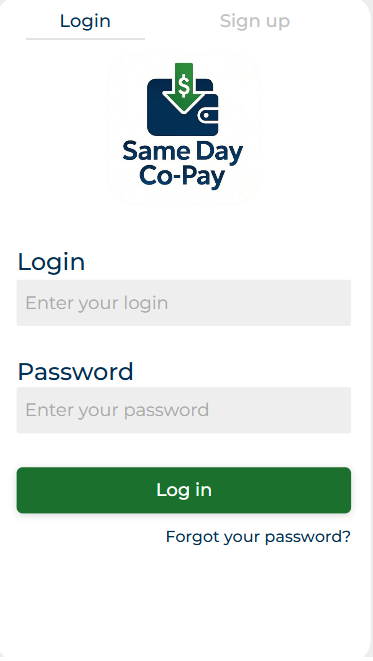 Login
Sign up
$
Same Day
Co-Pay
Login
Enter your login
Password
Enter your password
Log in
Forgot your password?